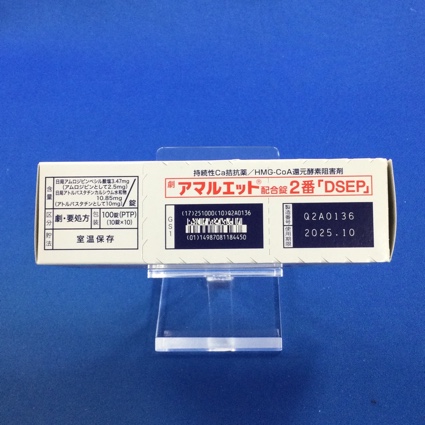 持続性Ca拮抗薬/HMG-CoA還元酵素阻害剤
劇 アマルエット® 配合錠 2番「DSEP」
含量
日局アムロジピンベシル酸塩3.47mg
(アムロジピンとして2.5mg)
日局アトルバスタチンカルシウム水和物
10.85mg
(アトルバスタチンとして10mg)
/錠
区分
劇・要処方
包装
100錠(PTP)
(10錠×10)
貯法
室温保存
GS1
(17)251000(10)Q2A0136
(01)14987081184450
製造番号
Q2A0136
使用期限
2025.10